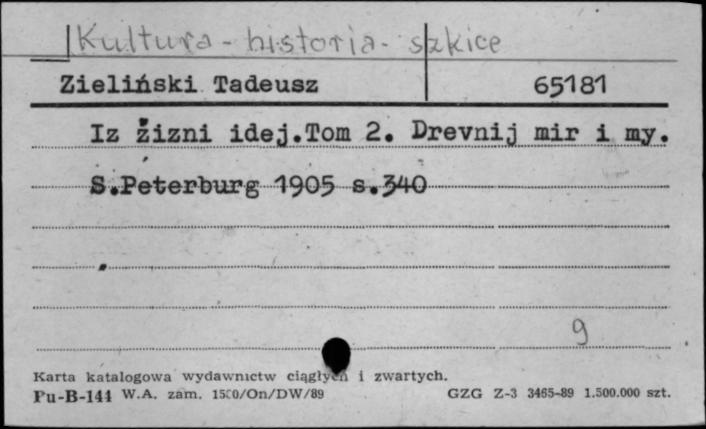 Kultura - historia - szkice
Zieliński Tadeusz 65181
Iz žizni idej.Tom 2. Drevnij mir i my.
S.Peterburg 1905 s.340
9
Karta katalogowa wydawnictw ciągłych i zwartych.
Pu-B-144 W.A. zam. 1500/On/DW/89 GZG Z-3 3465-89 1.500.000 szt.